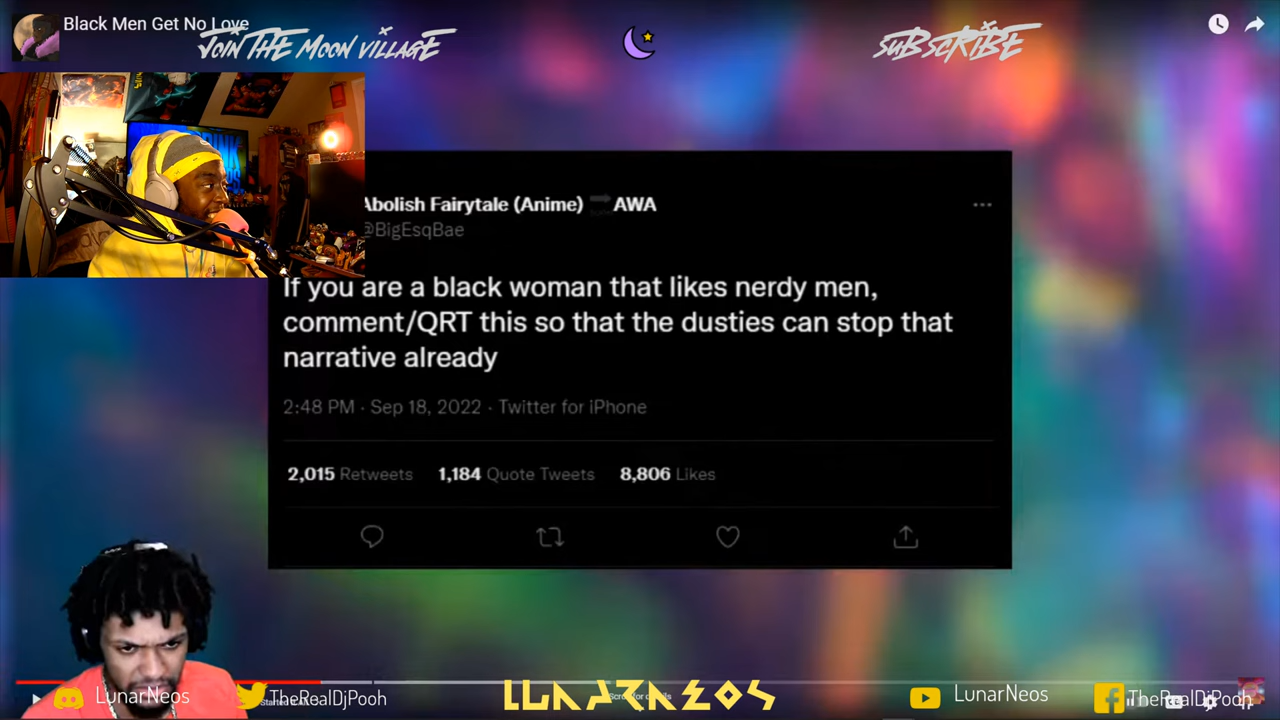 Black Men Get No Love
JOIN THE MOON VILLAGE
SUBSCRIBE
Abolish Fairytale (Anime) AWA
@BigEsqBae
If you are a black woman that likes nerdy men,
comment/QRT this so that the dusties can stop that
narrative already
2:48 PM · Sep 18, 2022 · Twitter for iPhone
2,015 Retweets 1,184 Quote Tweets 8,806 Likes
LunarNeos
TheRealDjPooh
LUNARNEOS
LunarNeos
TheRealDjPooh